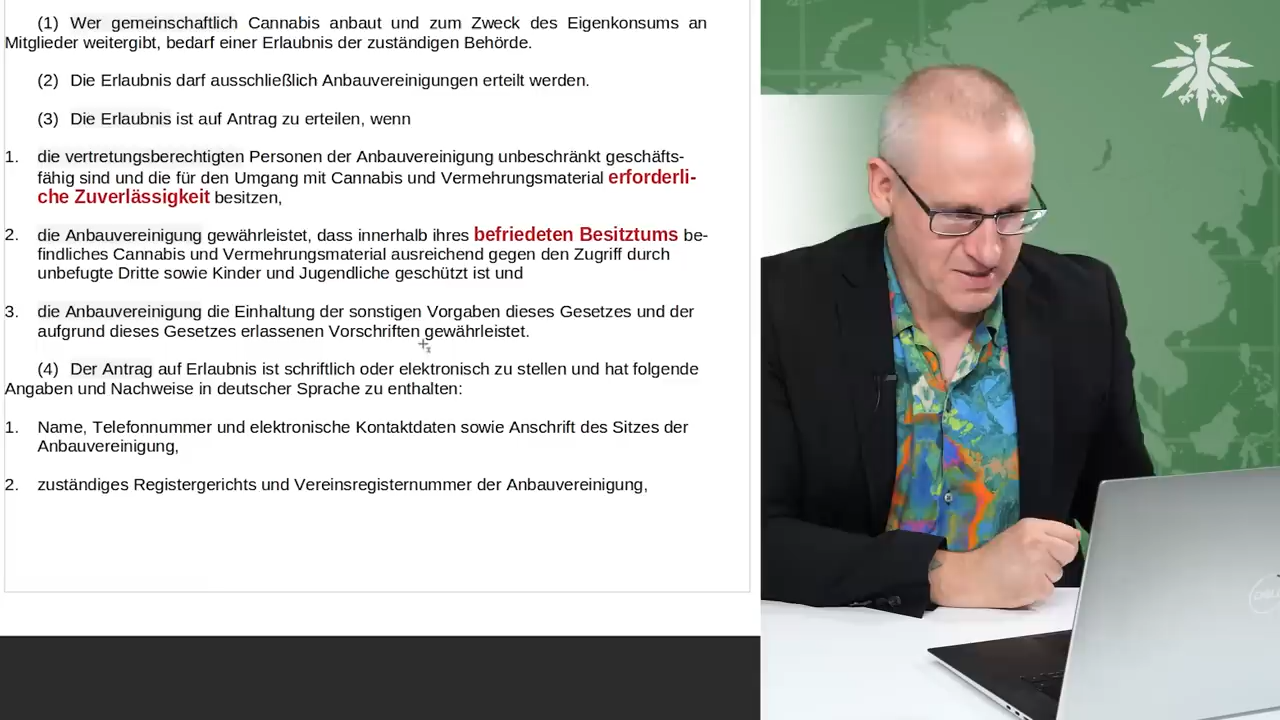 (1) Wer gemeinschaftlich Cannabis anbaut und zum Zweck des Eigenkonsums an
Mitglieder weitergibt, bedarf einer Erlaubnis der zuständigen Behörde.
(2) Die Erlaubnis darf ausschließlich Anbauvereinigungen erteilt werden.
(3) Die Erlaubnis ist auf Antrag zu erteilen, wenn
1. die vertretungsberechtigten Personen der Anbauvereinigung unbeschränkt geschäfts-
fähig sind und die für den Umgang mit Cannabis und Vermehrungsmaterial erforderli-
che Zuverlässigkeit besitzen,
2. die Anbauvereinigung gewährleistet, dass innerhalb ihres befriedeten Besitztums be-
findliches Cannabis und Vermehrungsmaterial ausreichend gegen den Zugriff durch
unbefugte Dritte sowie Kinder und Jugendliche geschützt ist und
3. die Anbauvereinigung die Einhaltung der sonstigen Vorgaben dieses Gesetzes und der
aufgrund dieses Gesetzes erlassenen Vorschriften gewährleistet.
(4) Der Antrag auf Erlaubnis ist schriftlich oder elektronisch zu stellen und hat folgende
Angaben und Nachweise in deutscher Sprache zu enthalten:
1. Name, Telefonnummer und elektronische Kontaktdaten sowie Anschrift des Sitzes der
Anbauvereinigung,
2. zuständiges Registergerichts und Vereinsregisternummer der Anbauvereinigung,
DELL